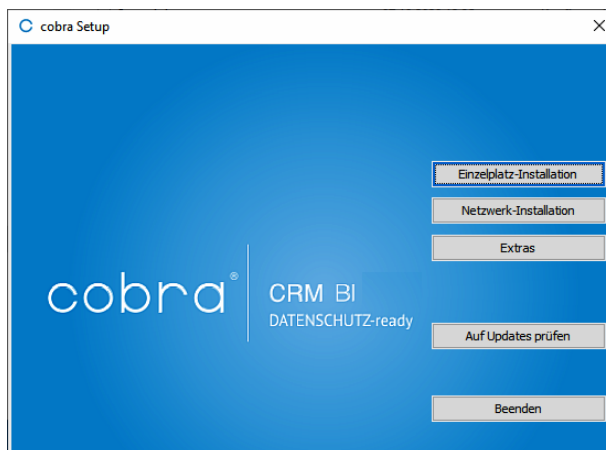 cobra Setup
Einzelplatz-Installation
Netzwerk-Installation
Extras
cobra®
CRM BI
DATENSCHUTZ-ready
Auf Updates prüfen
Beenden